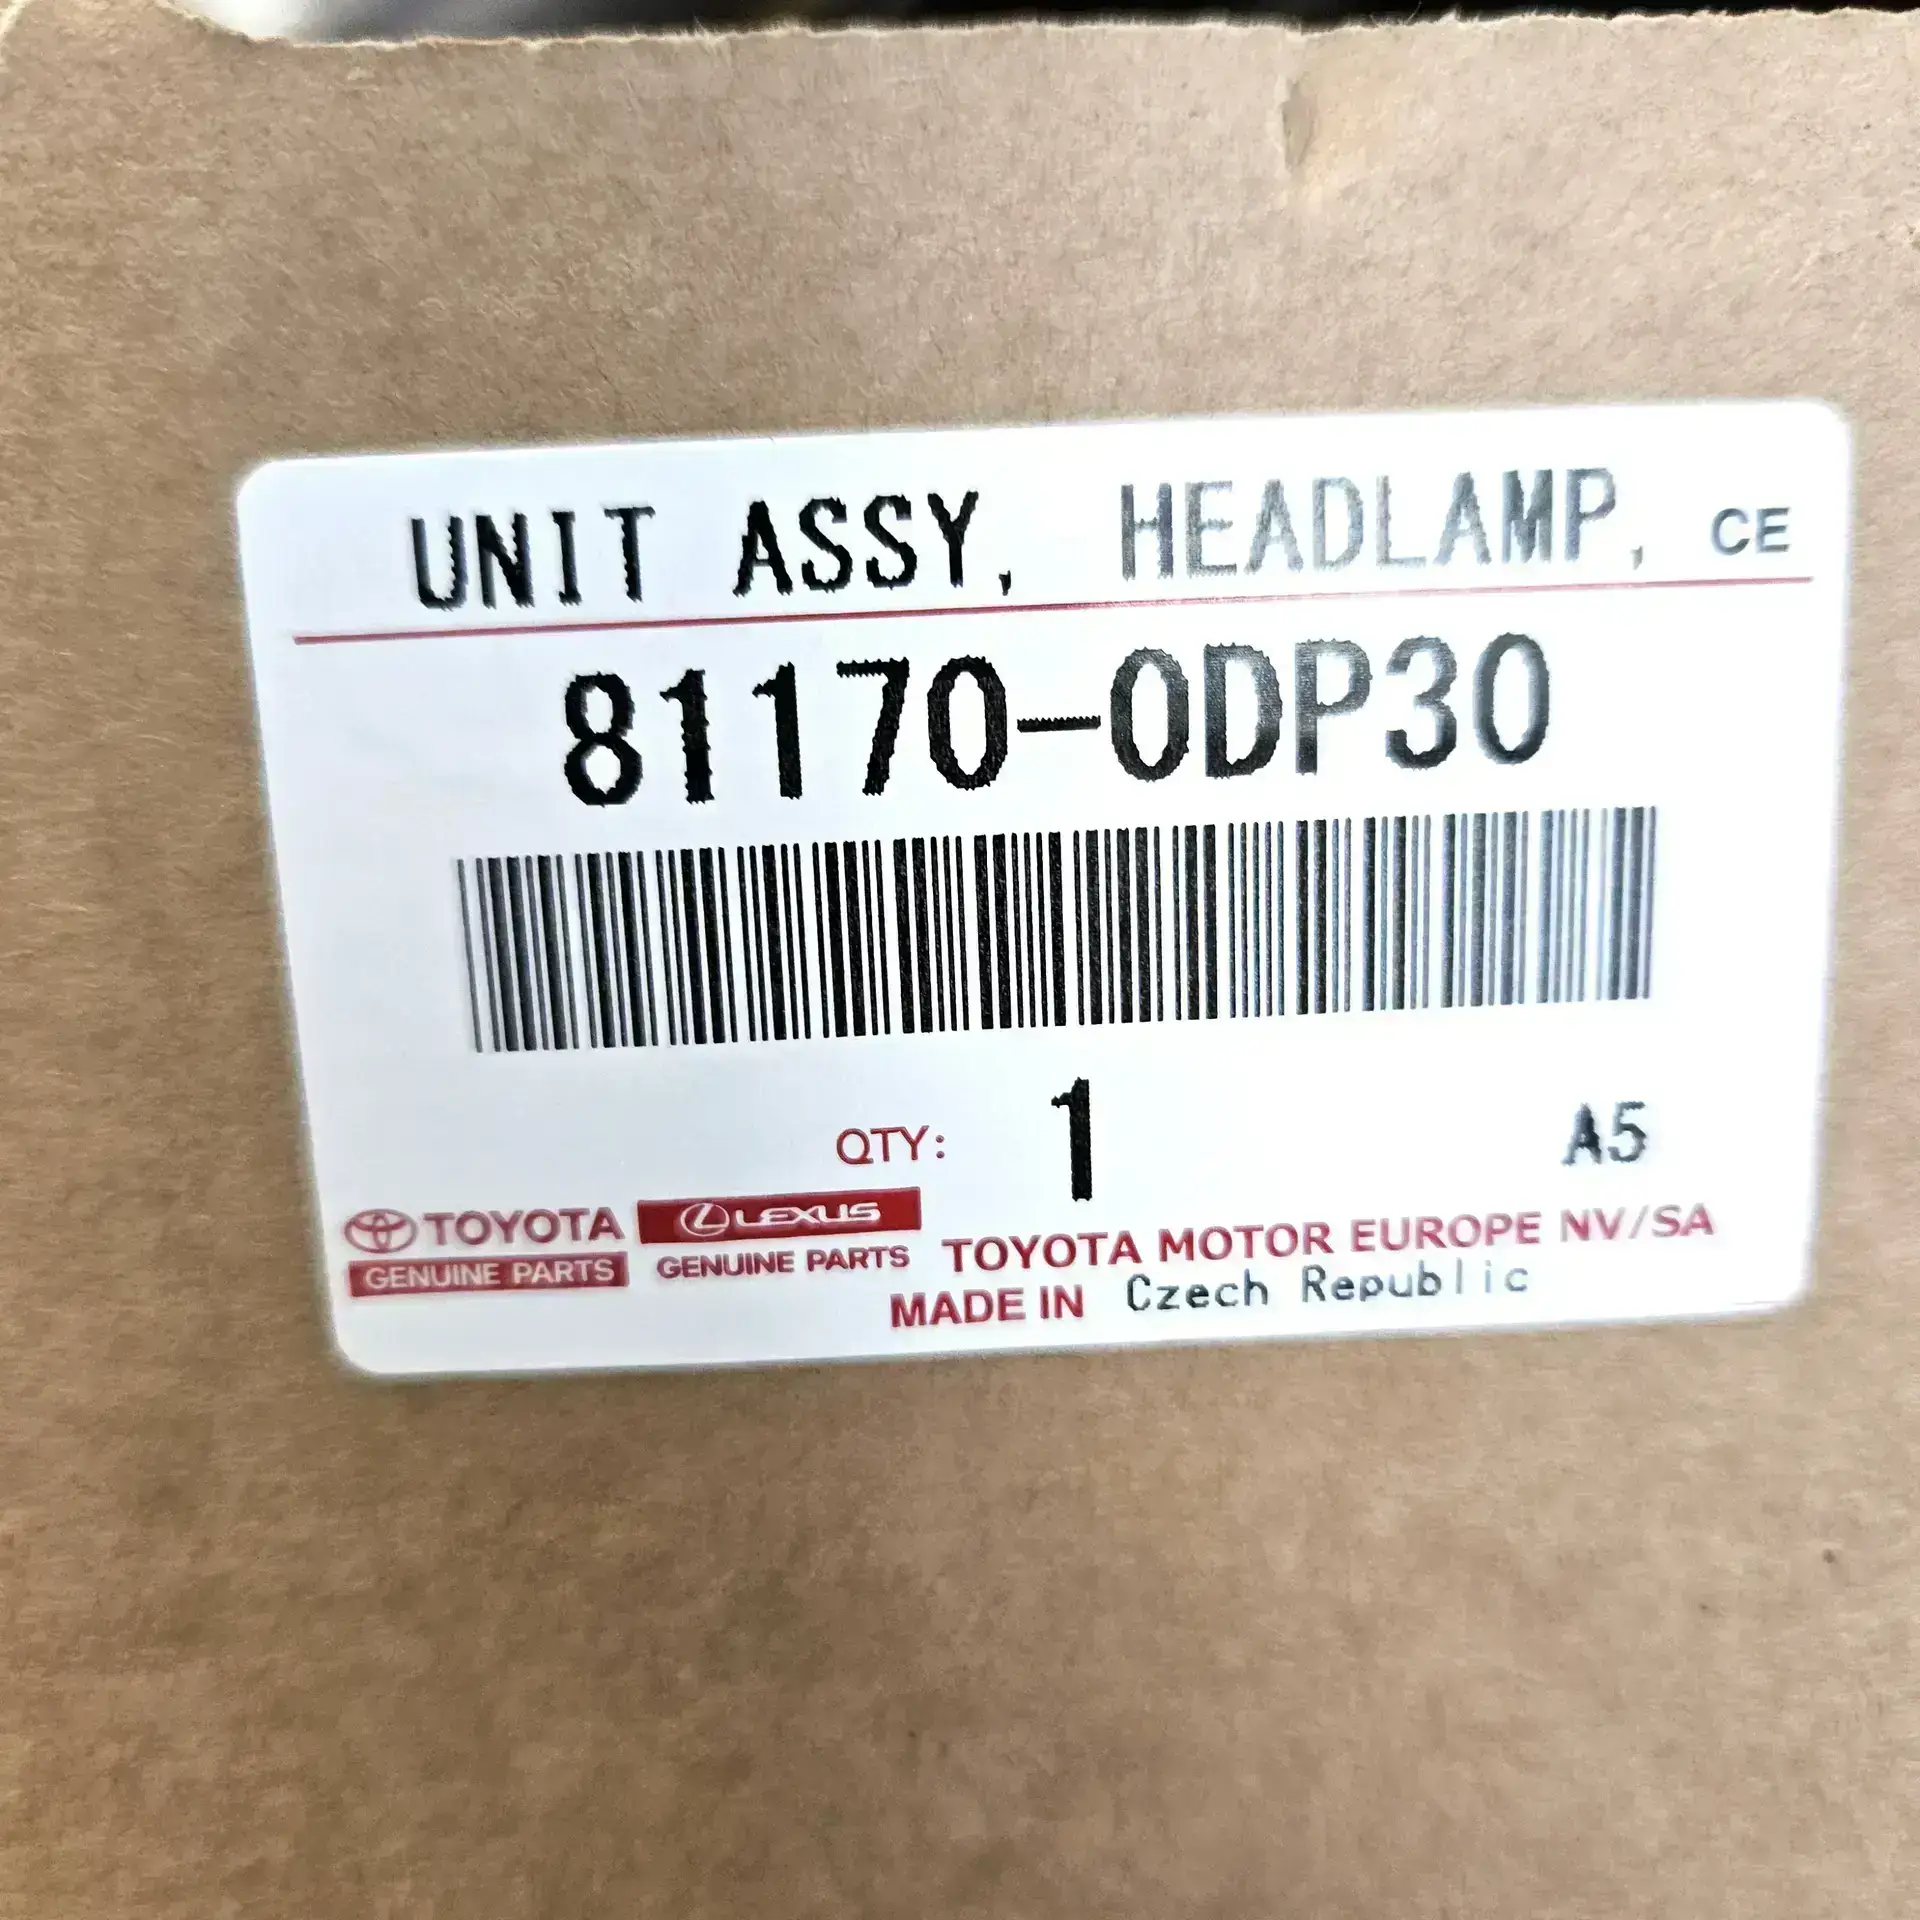 UNIT ASSY, HEADLAMP, CE
81170-0DP30
QTY: 1 A5
TOYOTA LEXUS
GENUINE PARTS GENUINE PARTS TOYOTA MOTOR EUROPE NV/SA
MADE IN Czech Republic